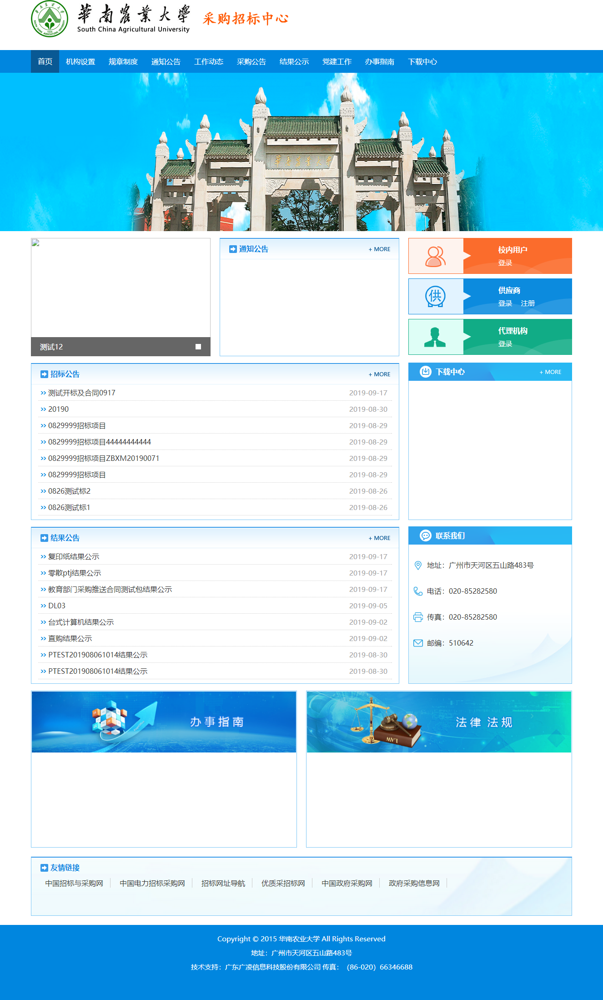 華南农业大学
South China Agricultural University
采购招标中心
首页 机构设置 规章制度 通知公告 工作动态 采购公告 结果公示 党建工作 办事指南 下载中心
華南农业大学
测试12
通知公告 + MORE
校内用户
登录
供
供应商
登录 注册
代理机构
登录
招标公告 + MORE
测试开标及合同0917 2019-09-17
20190 2019-08-30
0829999招标项目 2019-08-29
0829999招标项目44444444444 2019-08-29
0829999招标项目ZBXM20190071 2019-08-29
0829999招标项目 2019-08-29
0826测试标2 2019-08-26
0826测试标1 2019-08-26
下载中心 + MORE
结果公告 + MORE
复印纸结果公示 2019-09-17
零散ptj结果公示 2019-09-17
教育部门采购推送合同测试包结果公示 2019-09-17
DL03 2019-09-05
台式计算机结果公示 2019-09-02
直购结果公示 2019-09-02
PTEST201908061014结果公示 2019-08-30
PTEST201908061014结果公示 2019-08-30
联系我们
地址：广州市天河区五山路483号
电话：020-85282580
传真：020-85282580
邮编：510642
办事指南
法律法规
LAW
友情链接
中国招标与采购网 中国电力招标采购网 招标网址导航 优质采招标网 中国政府采购网 政府采购信息网
Copyright © 2015 华南农业大学 All Rights Reserved
地址：广州市天河区五山路483号
技术支持：广东广凌信息科技股份有限公司 传真：（86-020）66346688